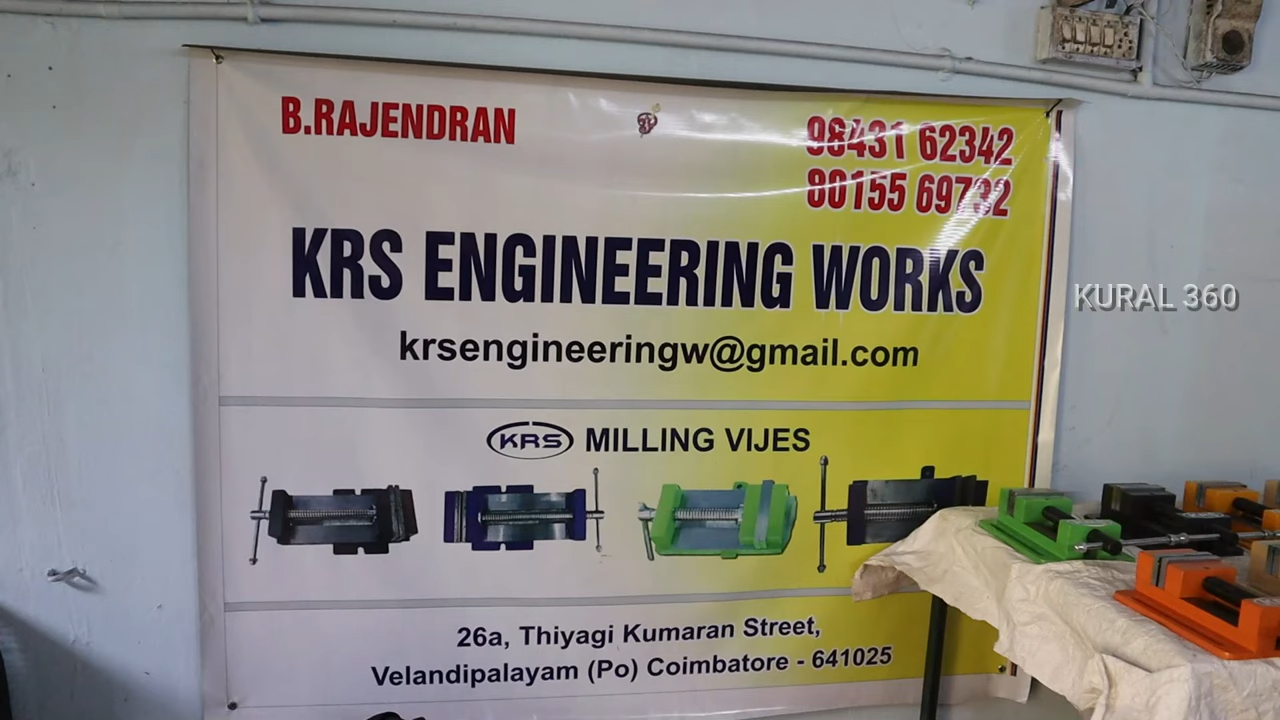 B.RAJENDRAN
98431 62342
80155 69732
KRS ENGINEERING WORKS
krsengineeringw@gmail.com
KRS MILLING VIJES
26a, Thiyagi Kumaran Street,
Velandipalayam (Po) Coimbatore - 641025
KURAL 360